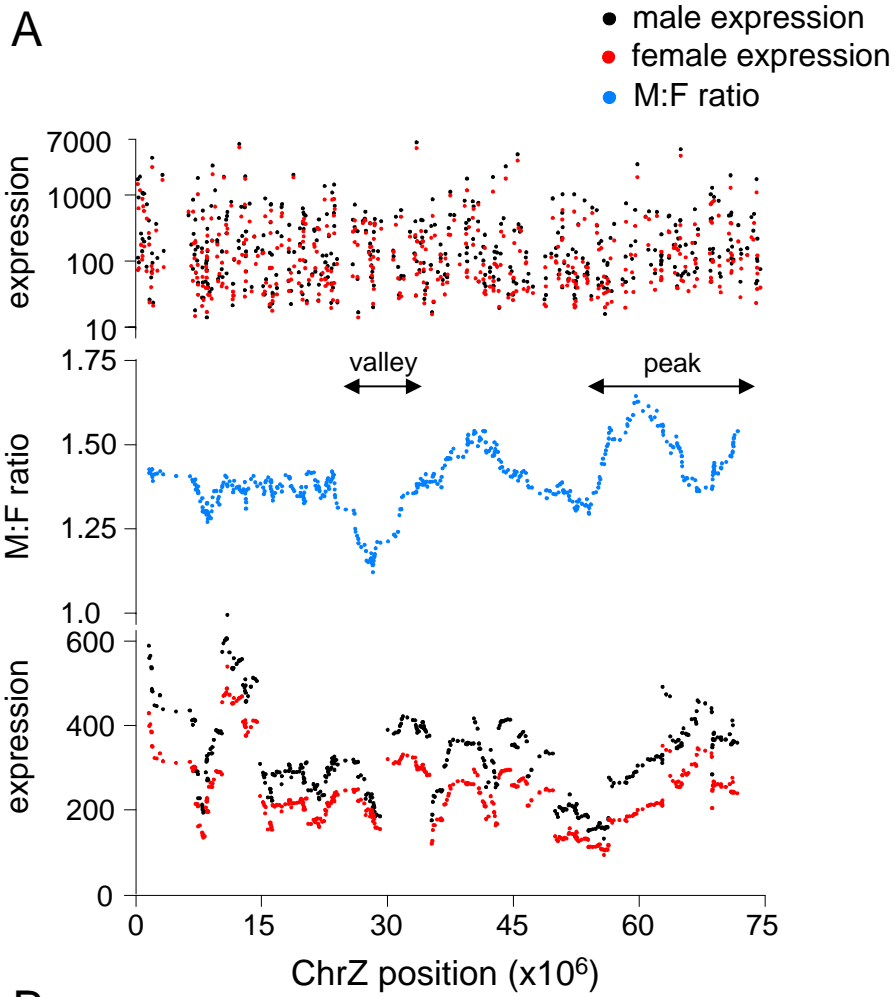 A
male expression
female expression
M:F ratio
expression
7000
1000
100
10
M:F ratio
1.75
1.50
1.25
1.0
valley
peak
expression
600
400
200
0
0 15 30 45 60 75
ChrZ position (x10⁶)